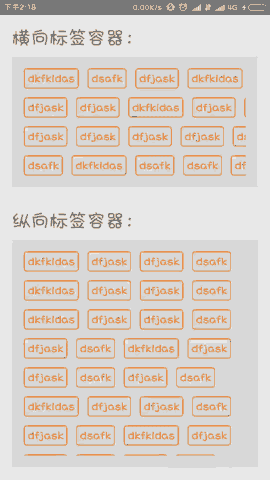 下午2:18 0.00K/s 4G
横向标签容器：
dkfkldas dsafk dfjask dkfkldas
dfjask dfjask dkfkldas dfjask
dfjask dfjask dfjask dfjask ds
dsafk dkfkldas dsafk dsafk df
纵向标签容器：
dkfkldas dfjask dfjask dsafk
dkfkldas dfjask dfjask dsafk
dkfkldas dfjask dfjask dsafk
dfjask dsafk dkfkldas dfjask
dfjask dsafk dfjask dsafk
dkfkldas dfjask dfjask dsafk
dfjask dsafk dkfkldas dfjask